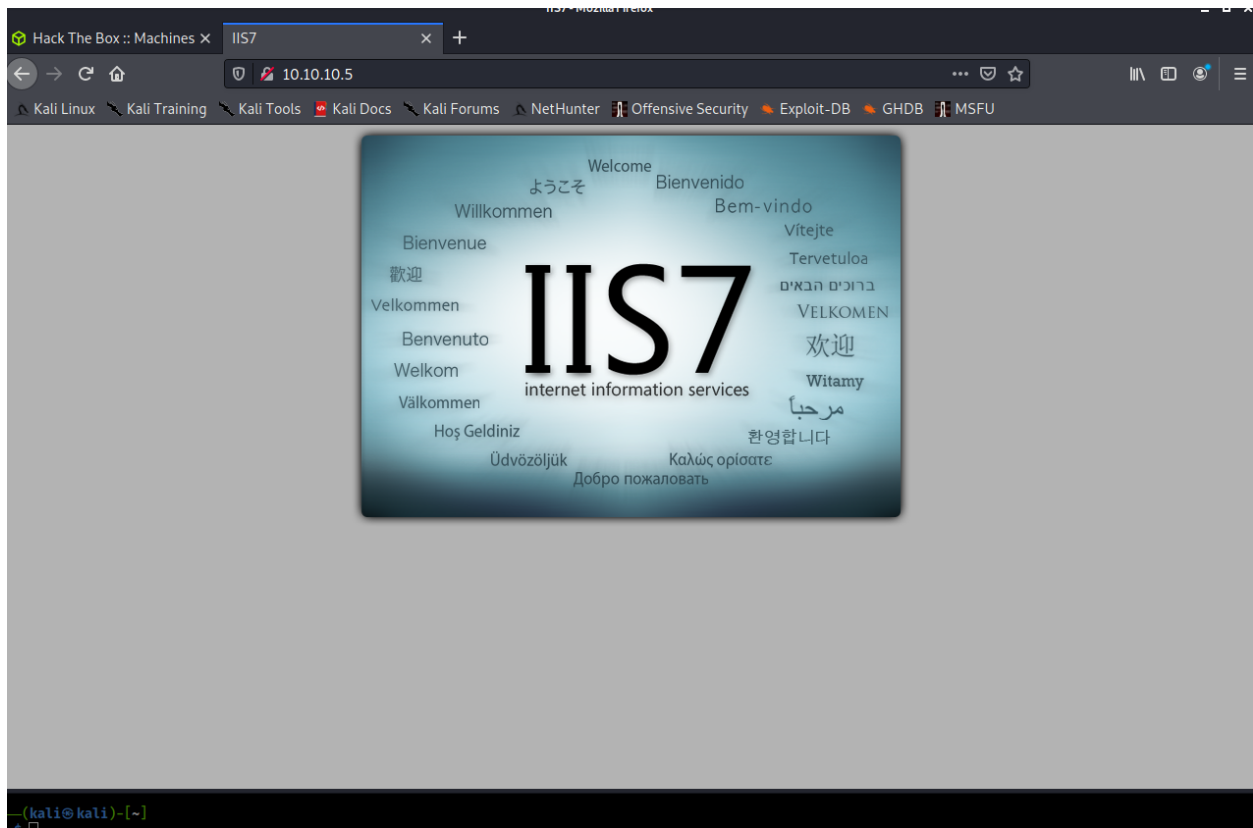 IIS7 - Mozilla Firefox
Hack The Box :: Machines
IIS7
10.10.10.5
Kali Linux Kali Training Kali Tools Kali Docs Kali Forums NetHunter Offensive Security Exploit-DB GHDB MSFU
Welcome
ようこそ
Bienvenido
Willkommen
Bem-vindo
Bienvenue
Vítejte
歡迎
Tervetuloa
Velkommen
ברוכים הבאים
VELKOMEN
Benvenuto
欢迎
Welkom
Witamy
Välkommen
مرحباً
Hoş Geldiniz
환영합니다
Üdvözöljük
Καλώς ορίσατε
Добро пожаловать
IIS7
internet information services
(kali㉿kali)-[~]